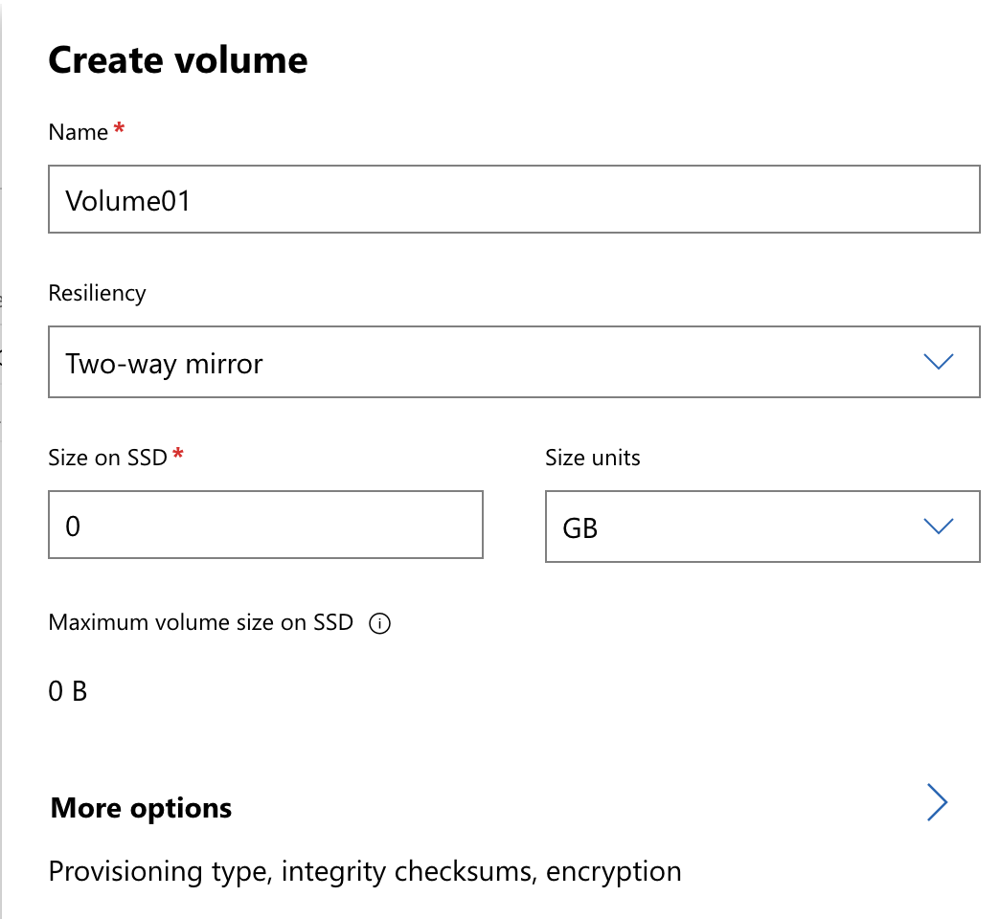 Create volume
Name *
Volume01
Resiliency
Two-way mirror
Size on SSD * Size units
0 GB
Maximum volume size on SSD
0 B
More options
Provisioning type, integrity checksums, encryption